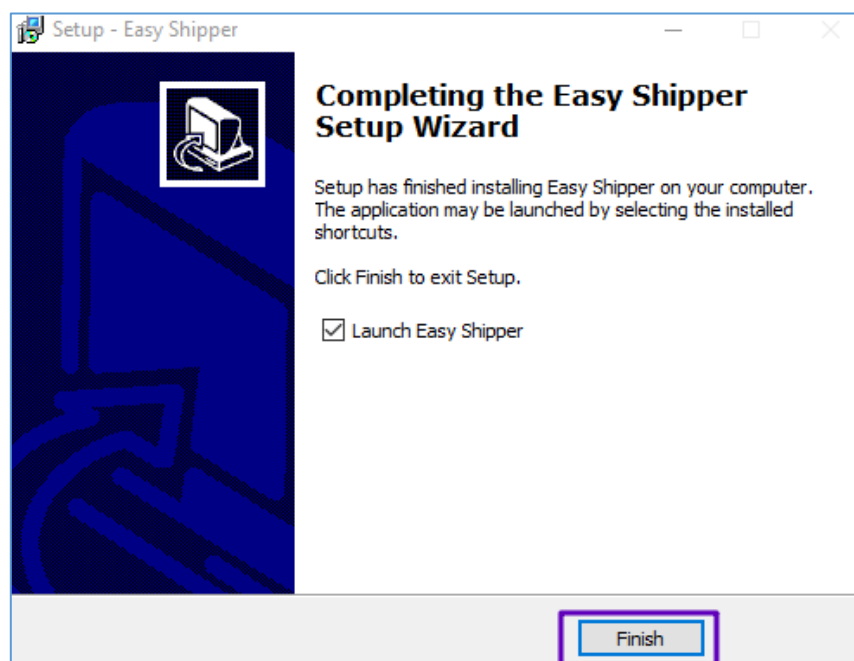 Setup - Easy Shipper
Completing the Easy Shipper
Setup Wizard
Setup has finished installing Easy Shipper on your computer.
The application may be launched by selecting the installed
shortcuts.
Click Finish to exit Setup.
Launch Easy Shipper
Finish